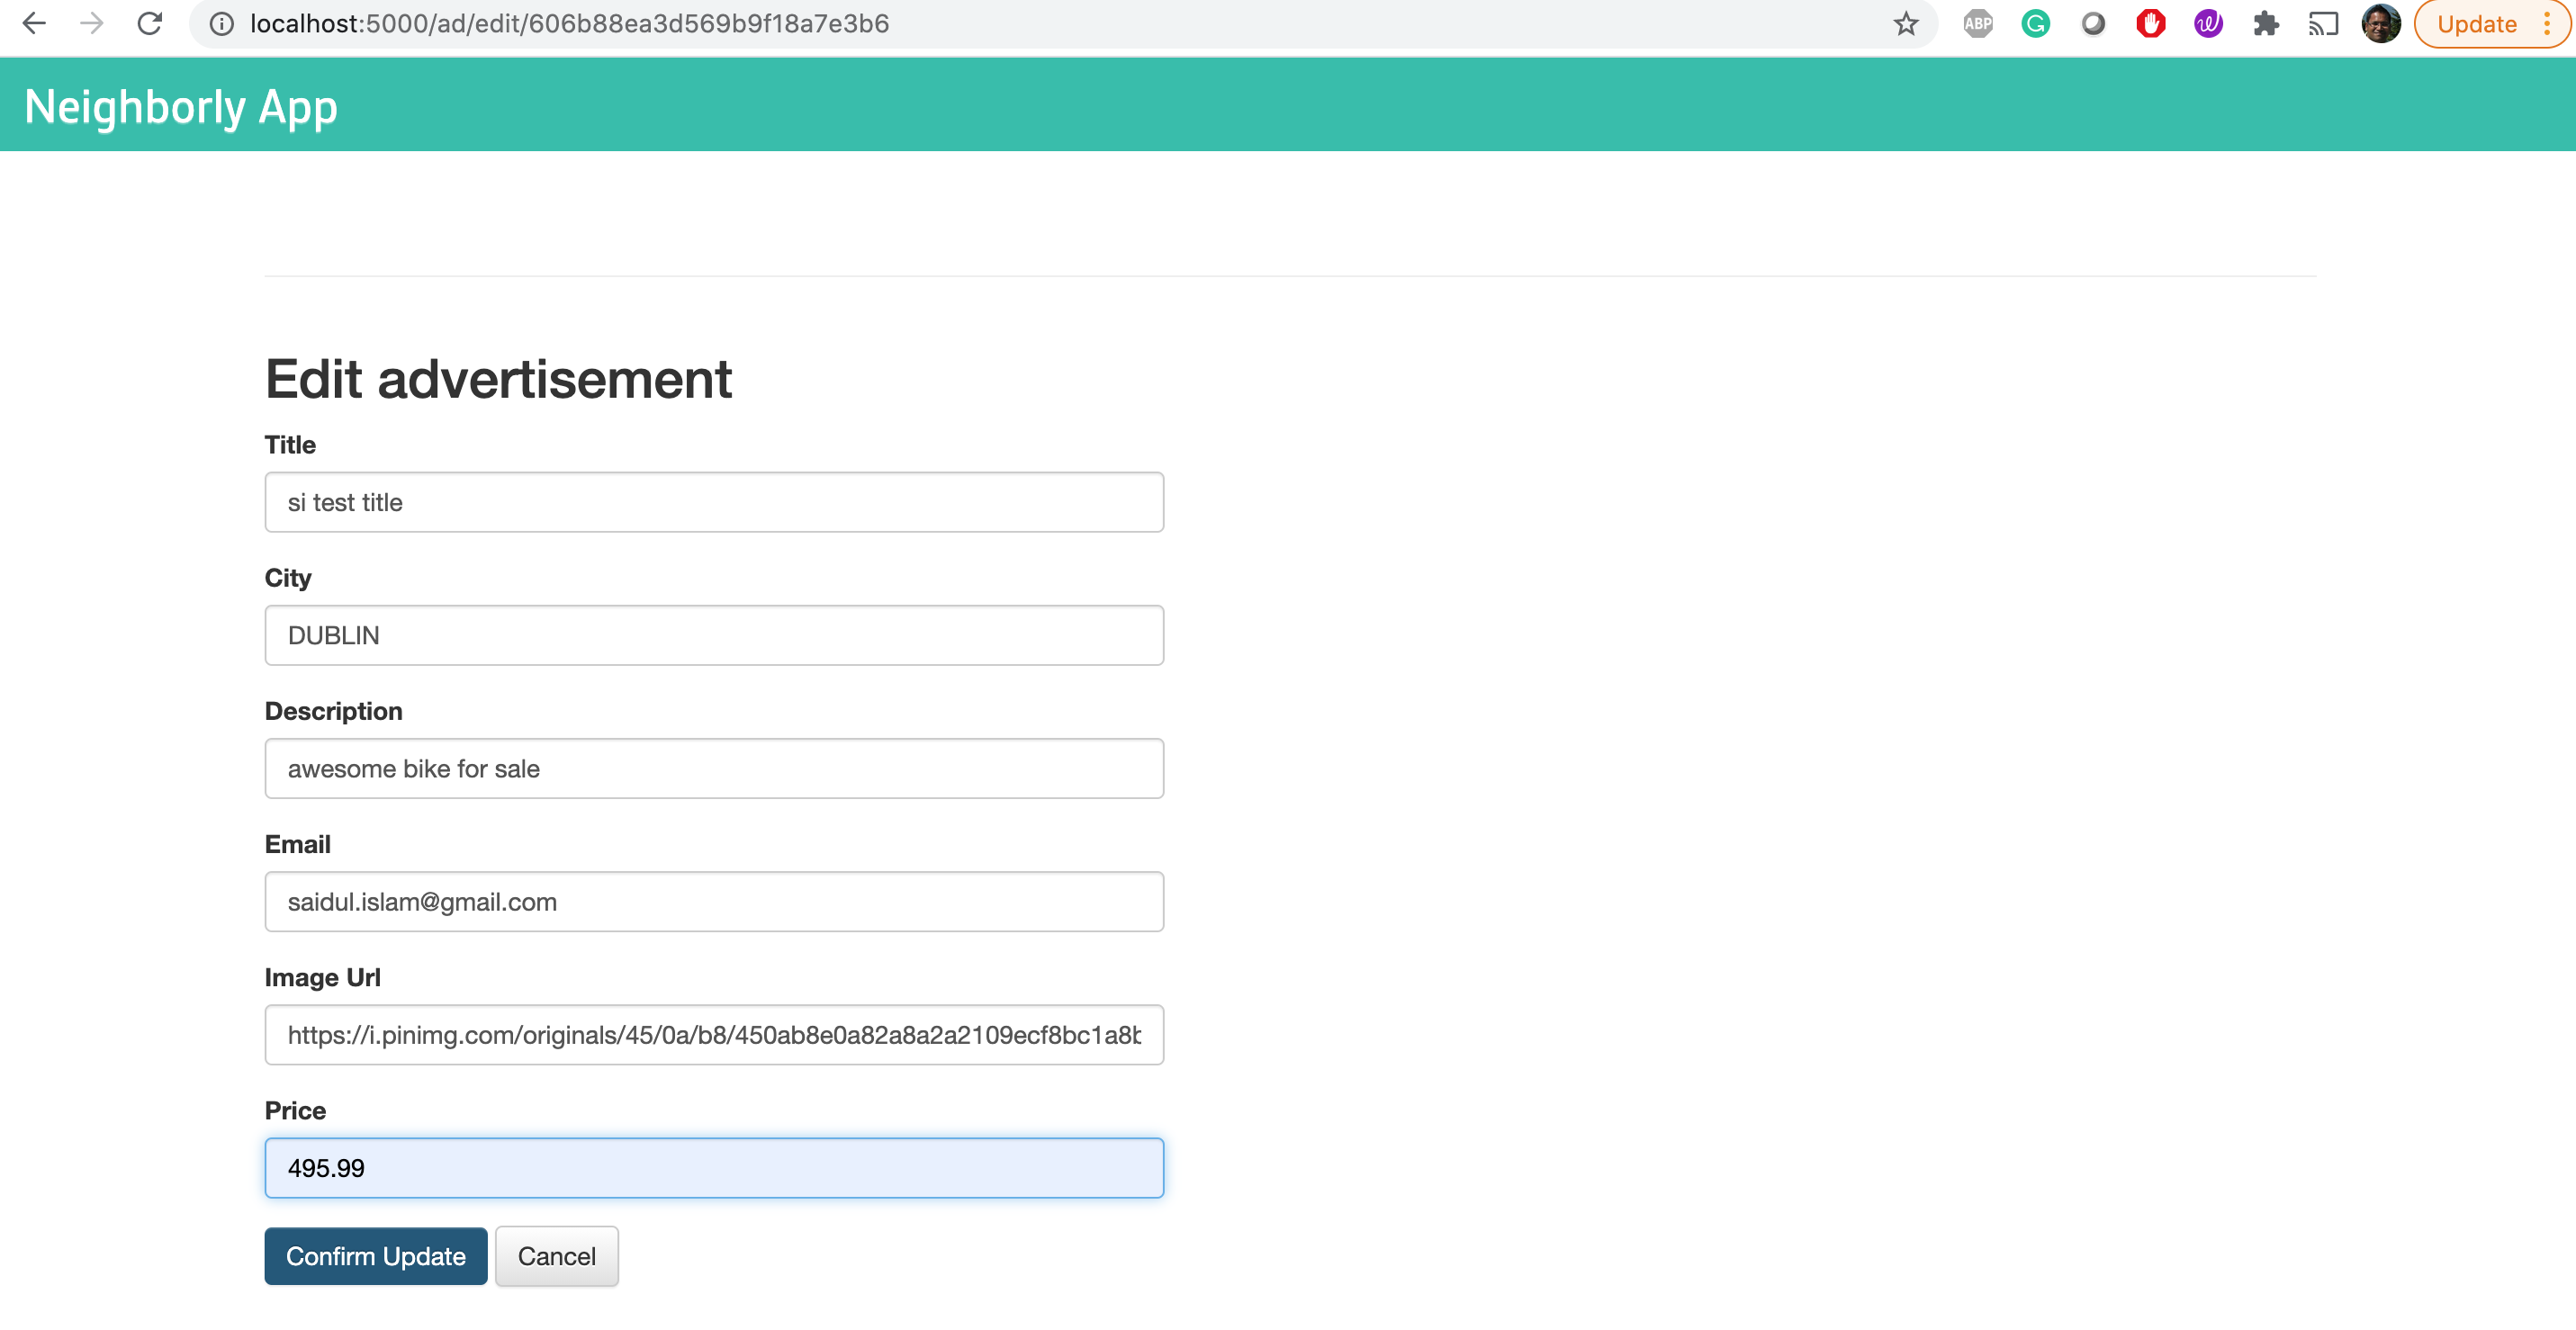 localhost:5000/ad/edit/606b88ea3d569b9f18a7e3b6
ABP
Update
Neighborly App
Edit advertisement
Title
si test title
City
DUBLIN
Description
awesome bike for sale
Email
saidul.islam@gmail.com
Image Url
https://i.pinimg.com/originals/45/0a/b8/450ab8e0a82a8a2a2109ecf8bc1a8b
Price
495.99
Confirm Update Cancel